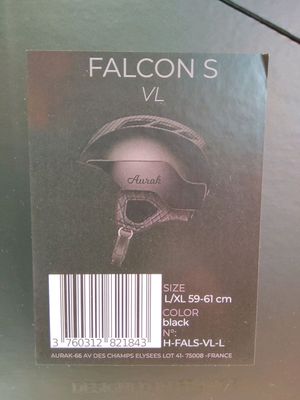 FALCON S
VL
Aurak
SIZE
L/XL 59-61 cm
COLOR
black
N°:
H-FALS-VL-L
3 760312 821843
AURAK-66 AV DES CHAMPS ELYSEES LOT 41- 75008 -FRANCE